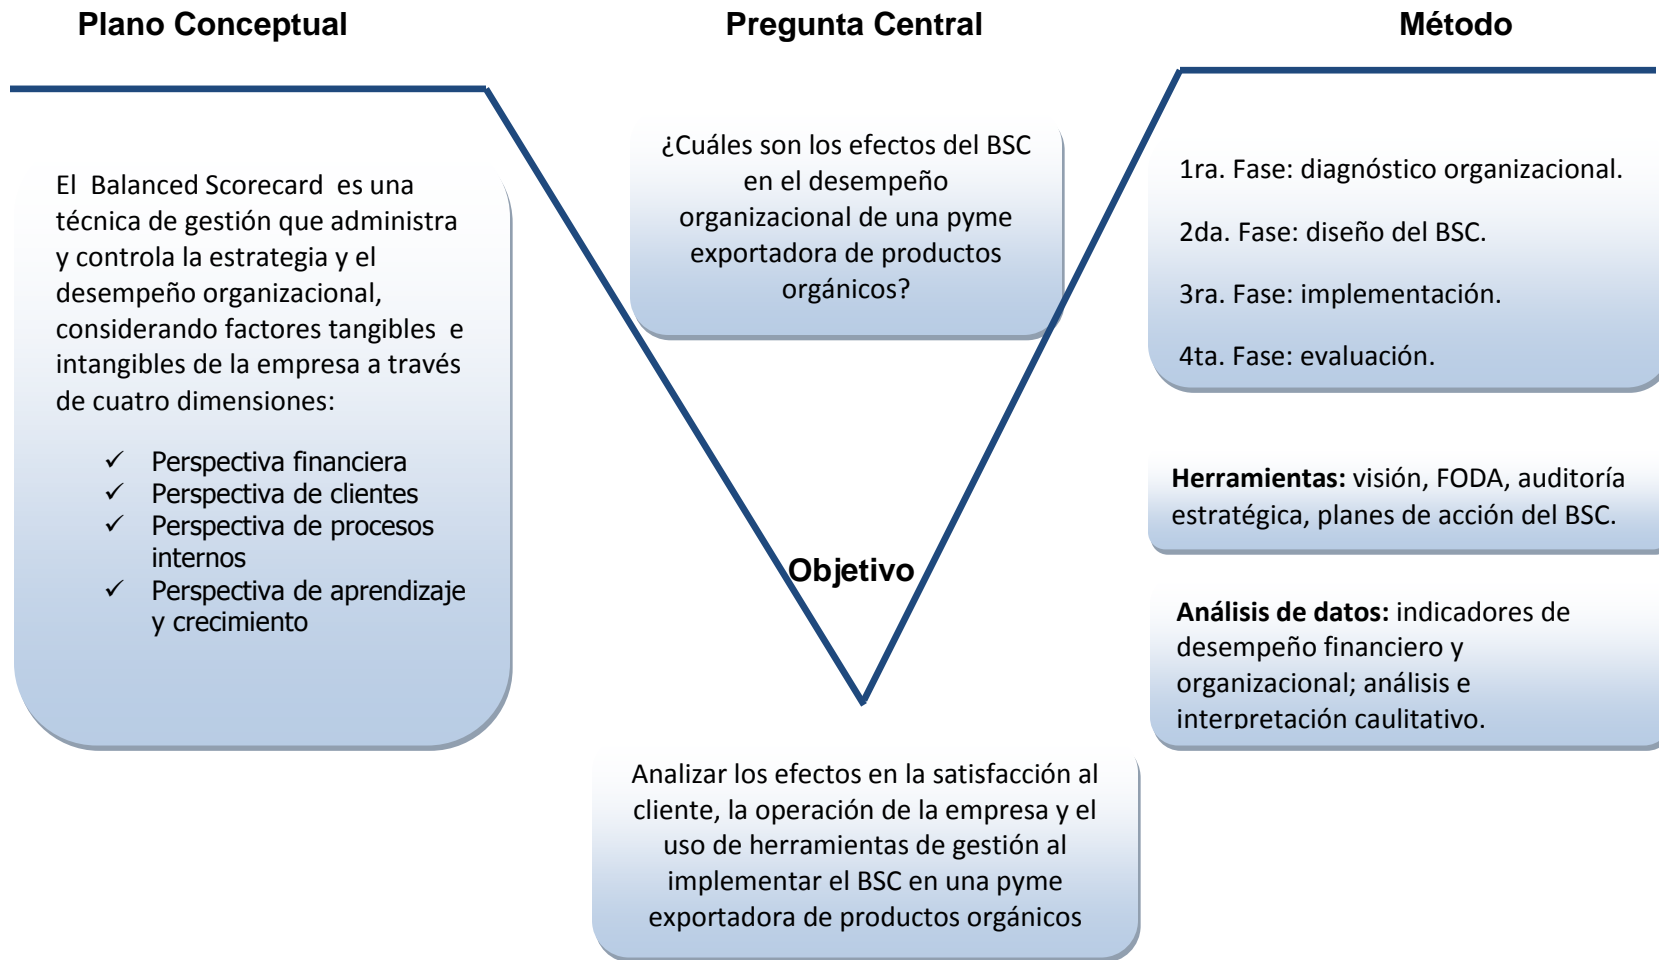 Plano Conceptual
Pregunta Central
Método
El Balanced Scorecard es una
técnica de gestión que administra
y controla la estrategia y el
desempeño organizacional,
considerando factores tangibles e
intangibles de la empresa a través
de cuatro dimensiones:
✓ Perspectiva financiera
✓ Perspectiva de clientes
✓ Perspectiva de procesos
internos
✓ Perspectiva de aprendizaje
y crecimiento
¿Cuáles son los efectos del BSC
en el desempeño
organizacional de una pyme
exportadora de productos
orgánicos?
Objetivo
Analizar los efectos en la satisfacción al
cliente, la operación de la empresa y el
uso de herramientas de gestión al
implementar el BSC en una pyme
exportadora de productos orgánicos
1ra. Fase: diagnóstico organizacional.
2da. Fase: diseño del BSC.
3ra. Fase: implementación.
4ta. Fase: evaluación.
Herramientas: visión, FODA, auditoría
estratégica, planes de acción del BSC.
Análisis de datos: indicadores de
desempeño financiero y
organizacional; análisis e
interpretación caulitativo.